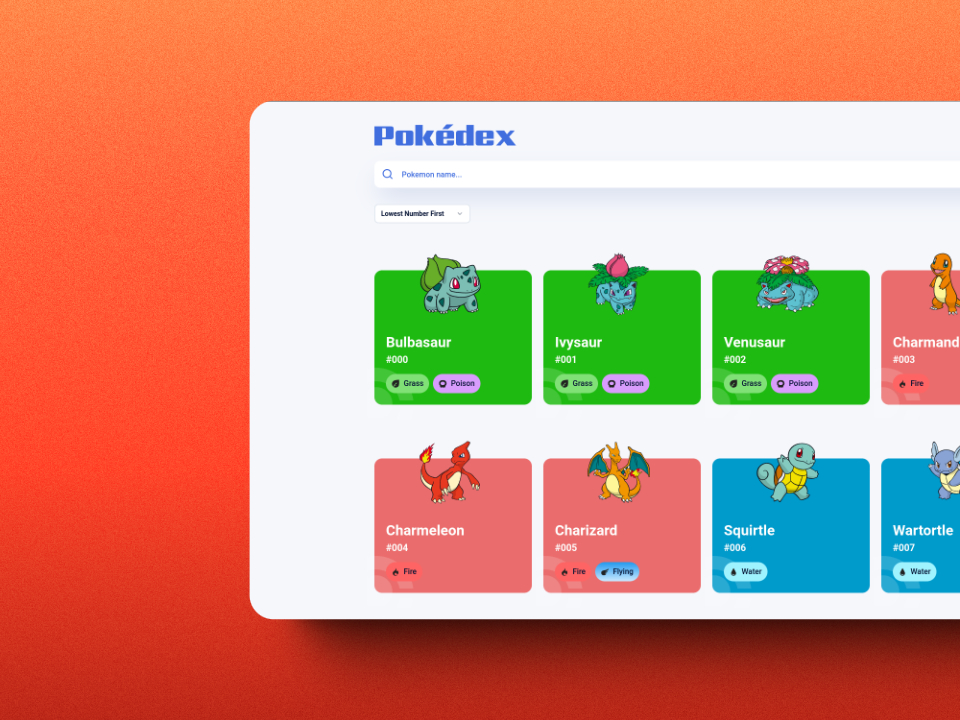 Pokédex
Pokemon name...
Lowest Number First
Bulbasaur
#000
Grass Poison
Ivysaur
#001
Grass Poison
Venusaur
#002
Grass Poison
Charmand
#003
Fire
Charmeleon
#004
Fire
Charizard
#005
Fire Flying
Squirtle
#006
Water
Wartortle
#007
Water